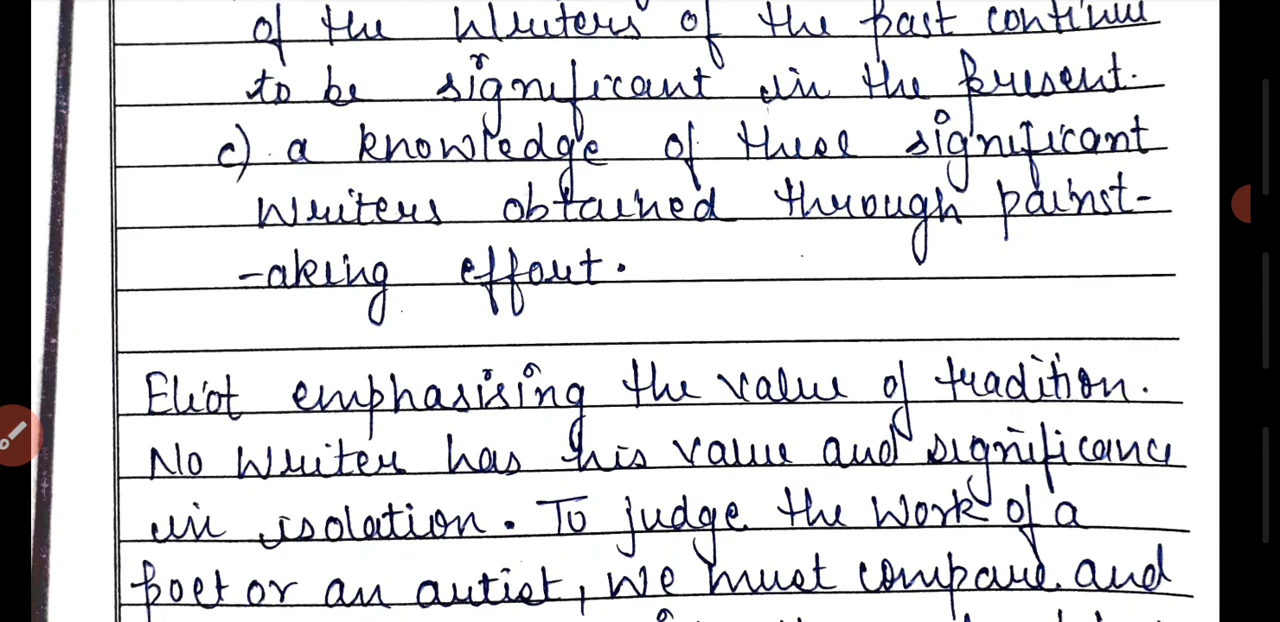 of the Writers of the past continue
to be significant in the present.
c) a knowledge of these significant
Writers obtained through painst-
-aking effort.
Eliot emphasising the value of tradition.
No Writer has his value and significance
in isolation. To judge the Work of a
poet or an artist, We must compare and